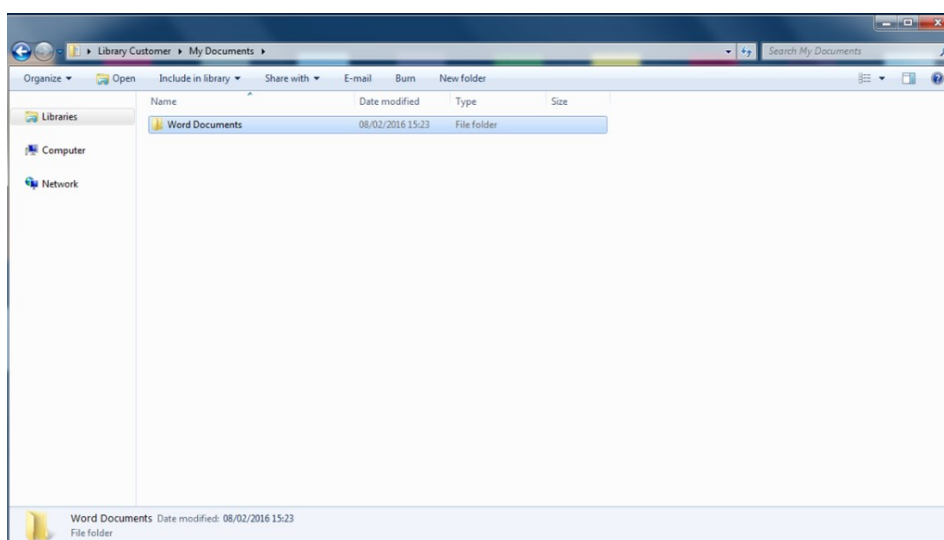 Library Customer ▸ My Documents ▸
Search My Documents
Organize Open Include in library Share with E-mail Burn New folder
Name Date modified Type Size
Libraries
Word Documents 08/02/2016 15:23 File folder
Computer
Network
Word Documents Date modified: 08/02/2016 15:23
File folder